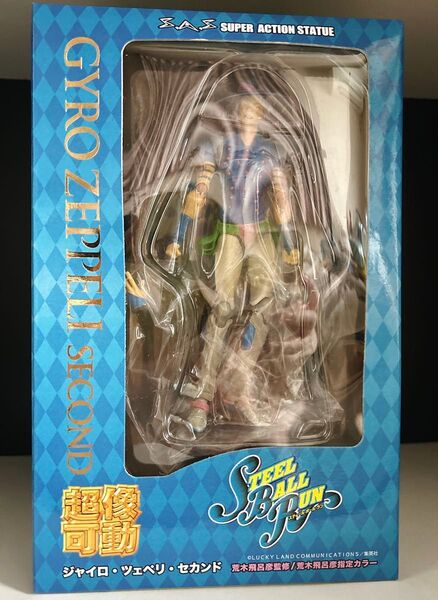 SAS SUPER ACTION STATUE
GYRO ZEPPELI SECOND
超像
可動
ジャイロ・ツェペリ・セカンド
STEEL
BALL
RUN
©LUCKY LAND COMMUNICATIONS/集英社
荒木飛呂彦監修/荒木飛呂彦指定カラー